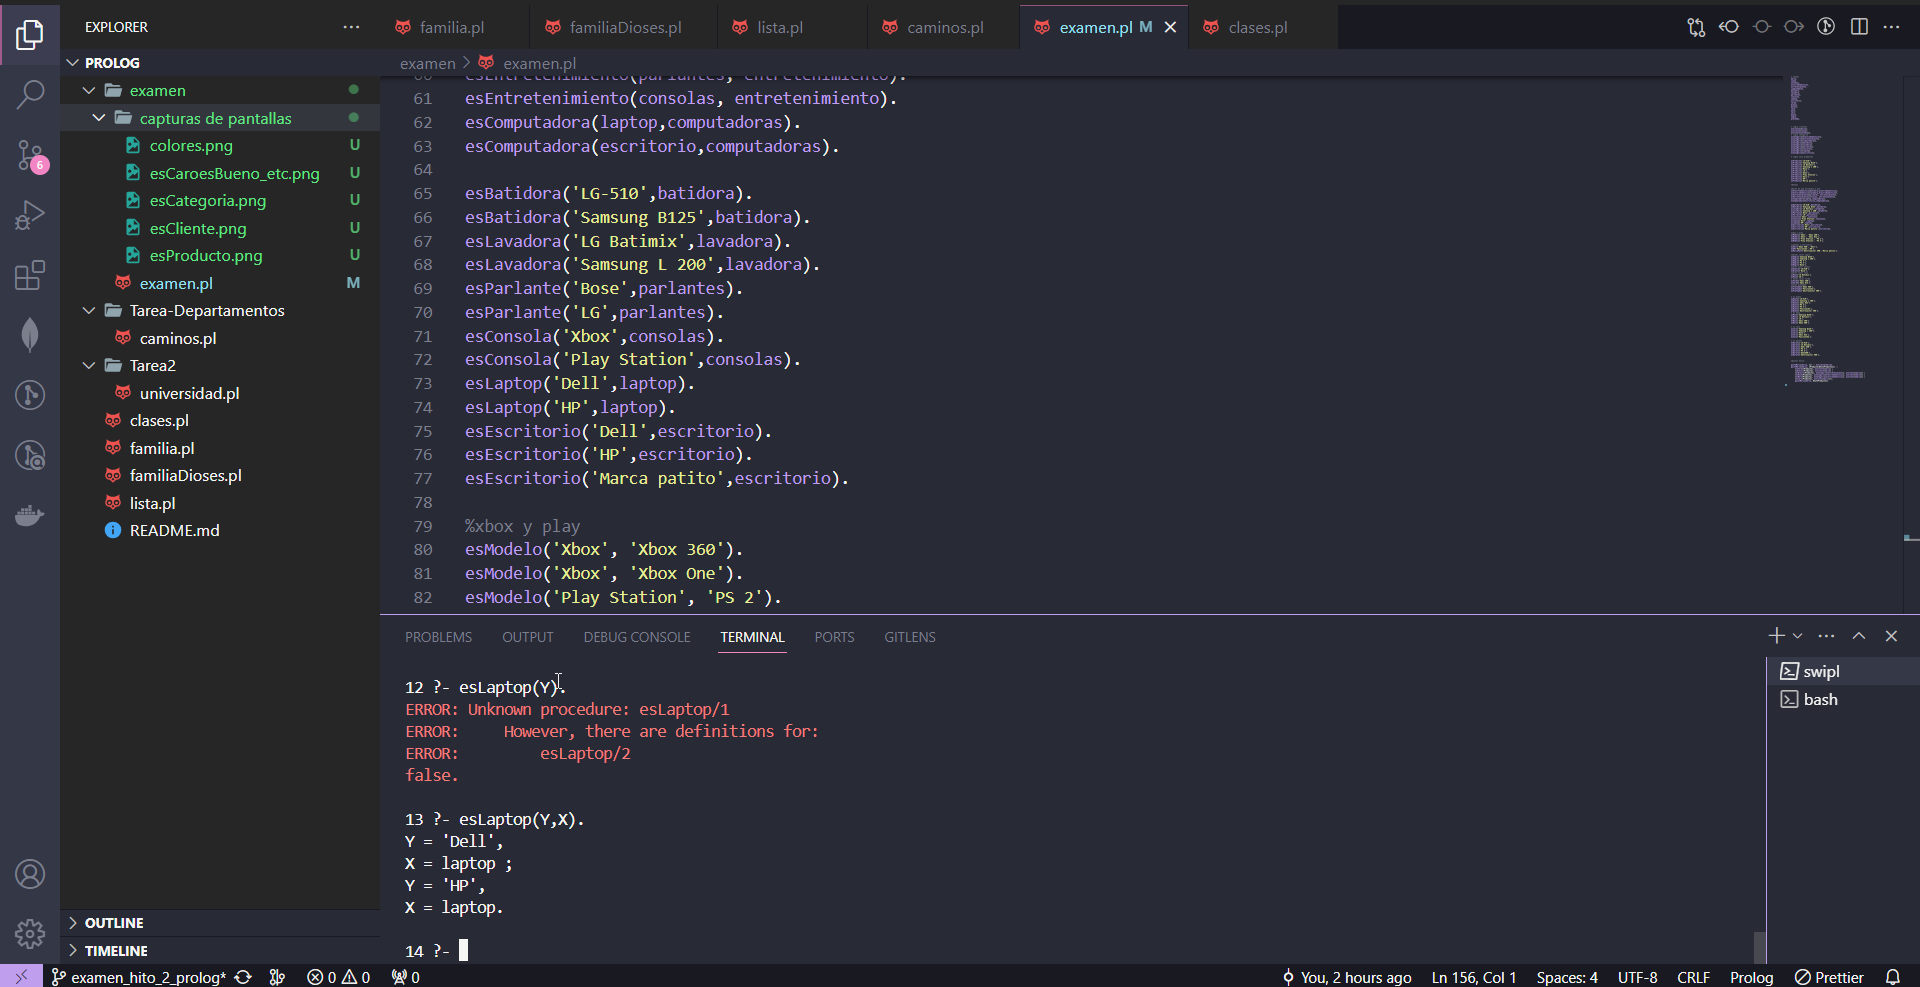 EXPLORER
familia.pl
familiaDioses.pl
lista.pl
caminos.pl
examen.pl M
clases.pl
PROLOG
examen
capturas de pantallas
colores.png U
esCaroesBueno_etc.png U
esCategoria.png U
esCliente.png U
esProducto.png U
examen.pl M
Tarea-Departamentos
caminos.pl
Tarea2
universidad.pl
clases.pl
familia.pl
familiaDioses.pl
lista.pl
README.md
OUTLINE
TIMELINE
6
examen > examen.pl
60 esEntretenimiento(parlantes, entretenimiento).
61 esEntretenimiento(consolas, entretenimiento).
62 esComputadora(laptop,computadoras).
63 esComputadora(escritorio,computadoras).
64
65 esBatidora('LG-510',batidora).
66 esBatidora('Samsung B125',batidora).
67 esLavadora('LG Batimix',lavadora).
68 esLavadora('Samsung L 200',lavadora).
69 esParlante('Bose',parlantes).
70 esParlante('LG',parlantes).
71 esConsola('Xbox',consolas).
72 esConsola('Play Station',consolas).
73 esLaptop('Dell',laptop).
74 esLaptop('HP',laptop).
75 esEscritorio('Dell',escritorio).
76 esEscritorio('HP',escritorio).
77 esEscritorio('Marca patito',escritorio).
78
79 %xbox y play
80 esModelo('Xbox', 'Xbox 360').
81 esModelo('Xbox', 'Xbox One').
82 esModelo('Play Station', 'PS 2').
PROBLEMS OUTPUT DEBUG CONSOLE TERMINAL PORTS GITLENS
12 ?- esLaptop(Y).
ERROR: Unknown procedure: esLaptop/1
ERROR: However, there are definitions for:
ERROR: esLaptop/2
false.
13 ?- esLaptop(Y,X).
Y = 'Dell',
X = laptop ;
Y = 'HP',
X = laptop.
14 ?-
swipl
bash
examen_hito_2_prolog* 0 0 0 You, 2 hours ago Ln 156, Col 1 Spaces: 4 UTF-8 CRLF Prolog Prettier